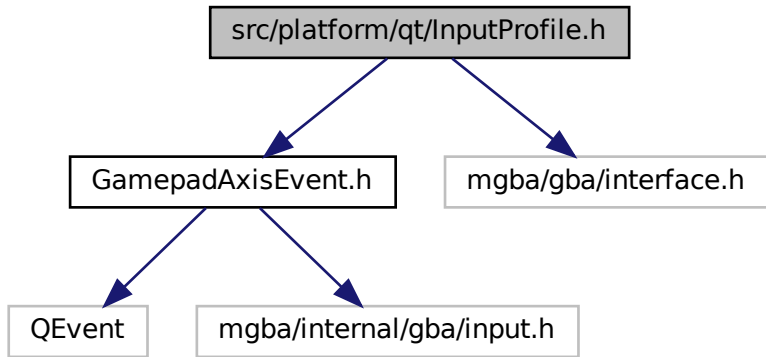 src/platform/qt/InputProfile.h
GamepadAxisEvent.h
mgba/gba/interface.h
QEvent
mgba/internal/gba/input.h